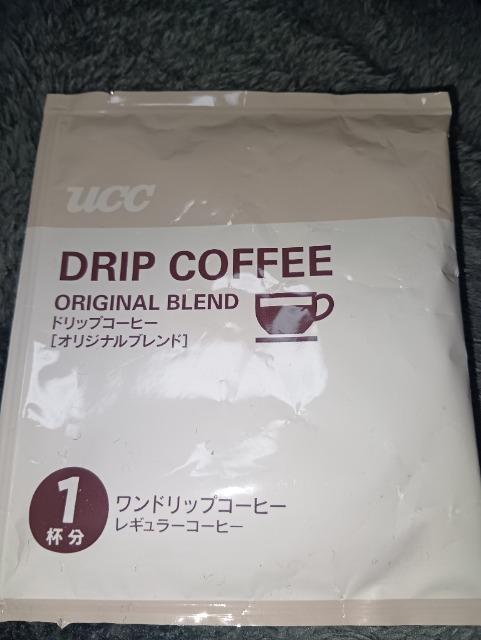 ucc
DRIP COFFEE
ORIGINAL BLEND
ドリップコーヒー
[オリジナルブレンド]
1
杯分
ワンドリップコーヒー
レギュラーコーヒー